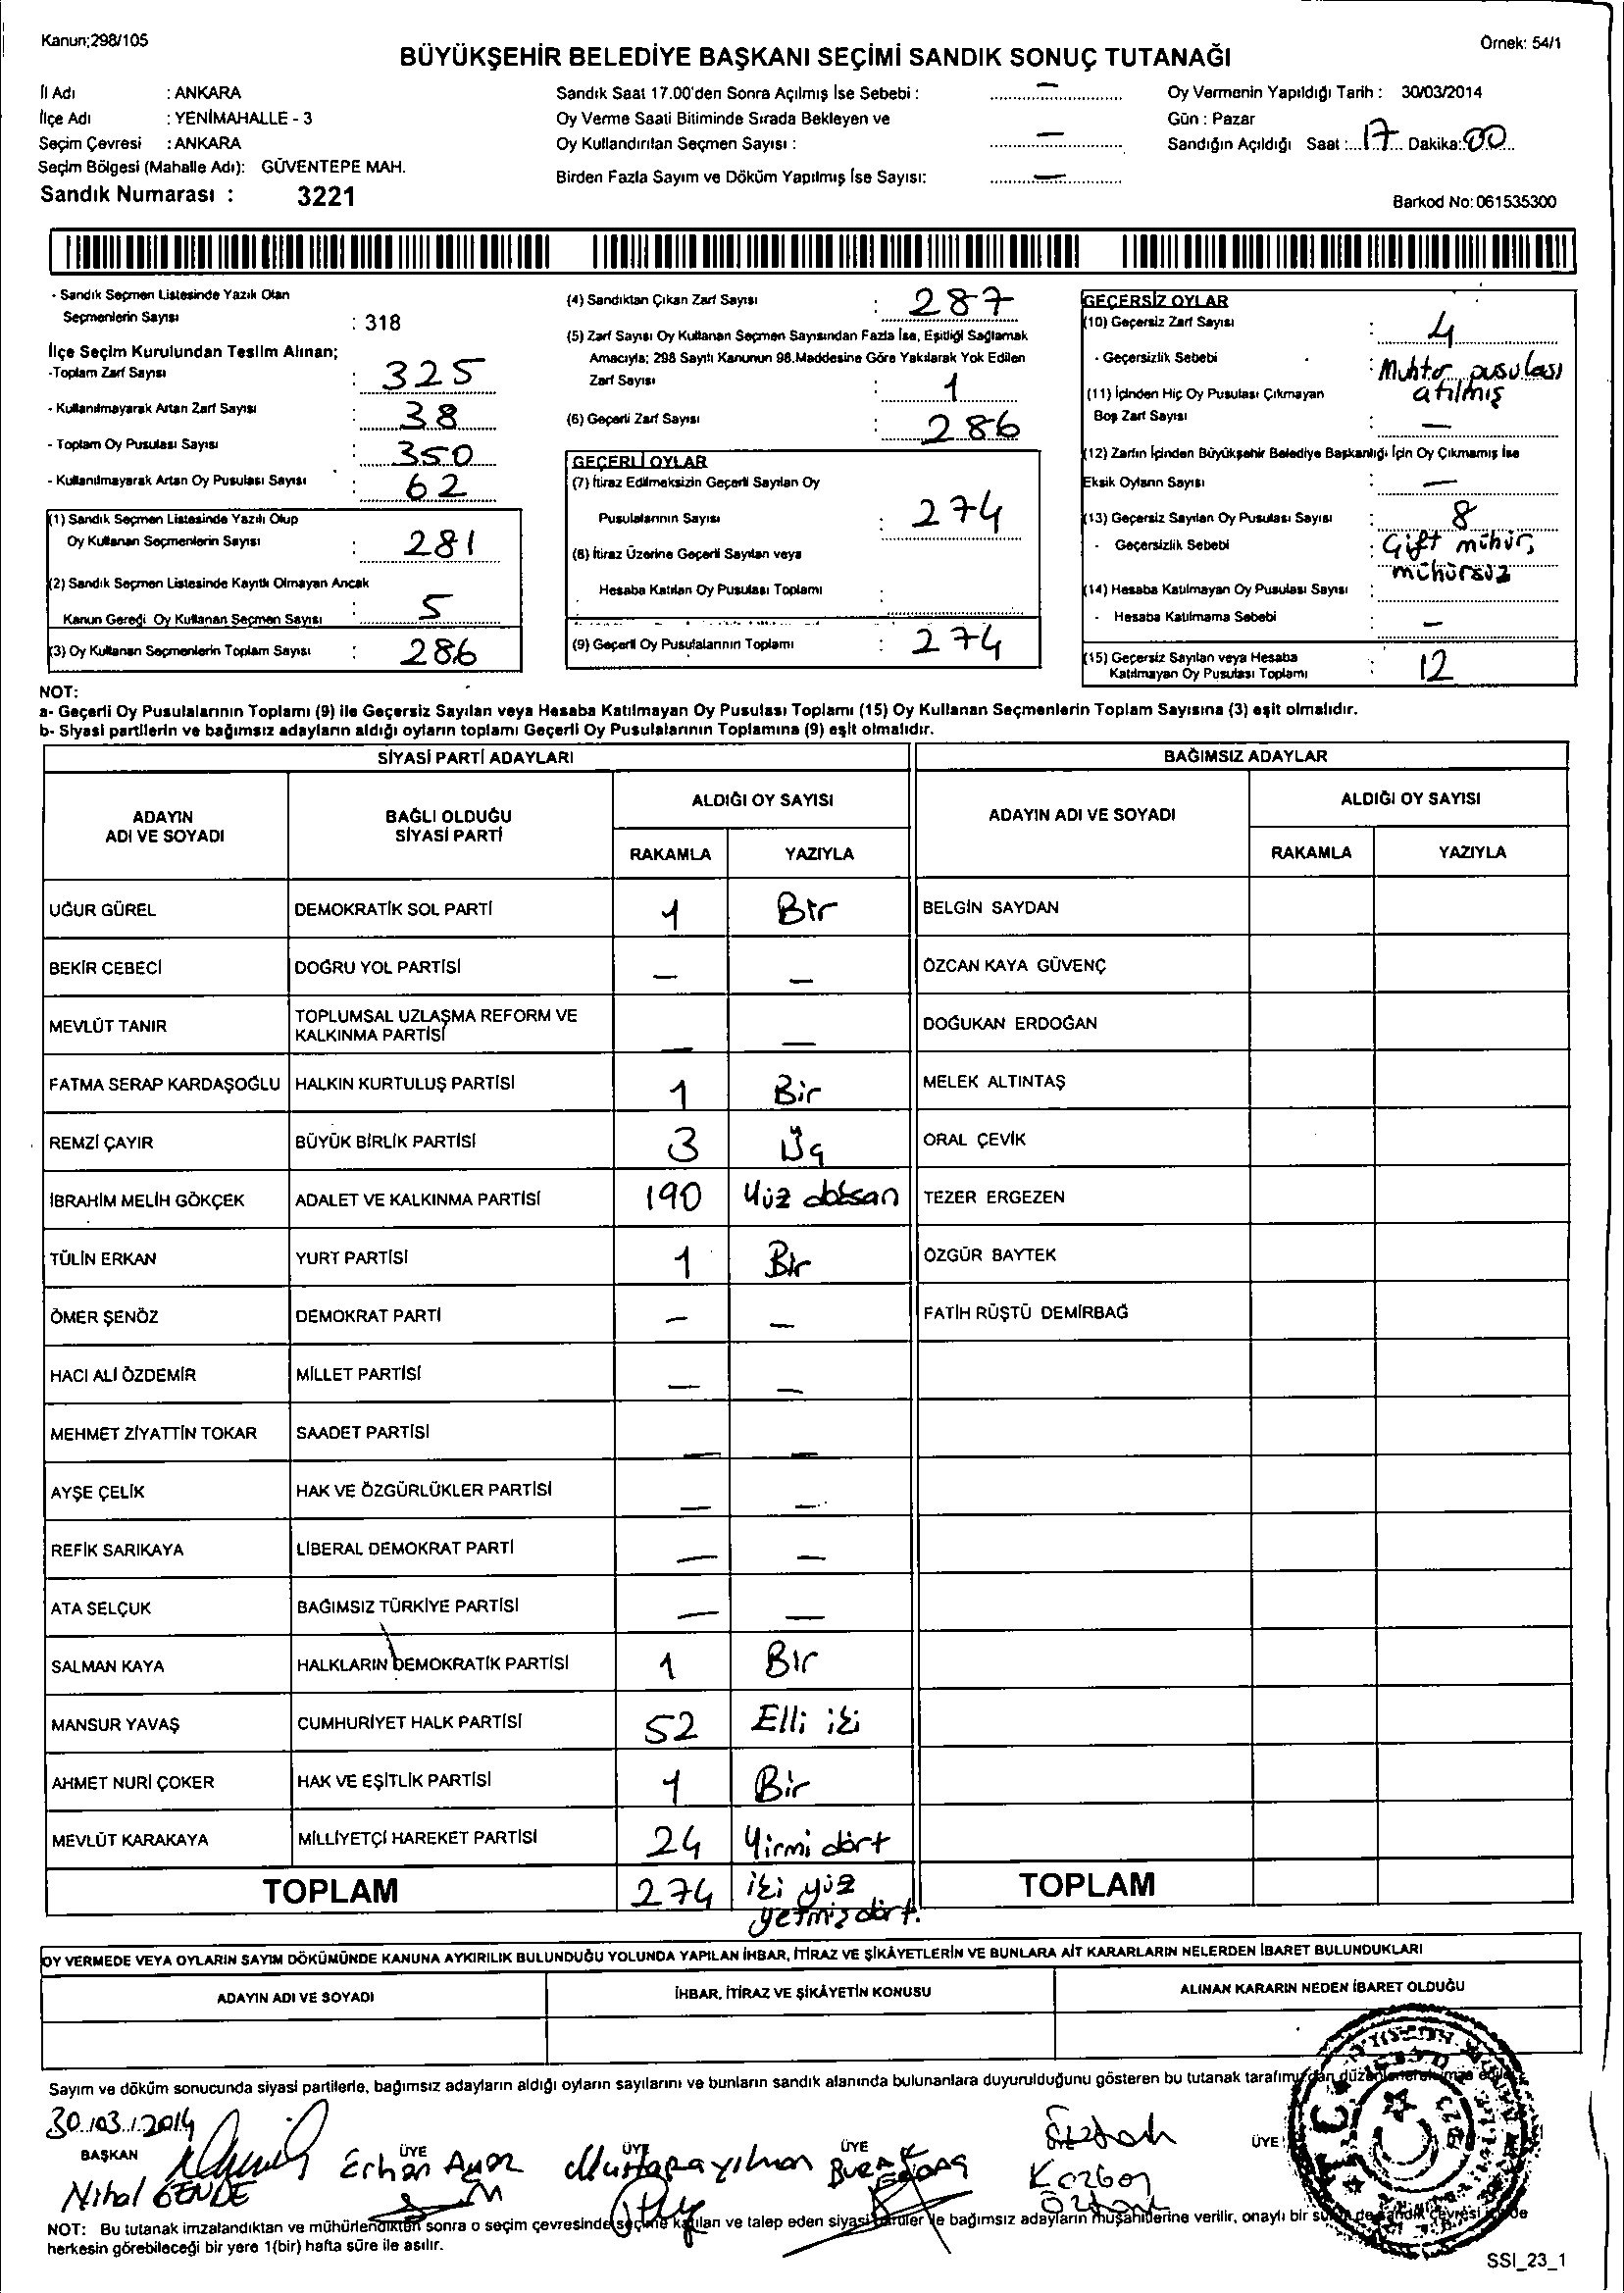 Kanun;298/105
Örnek: 54/1
BÜYÜKŞEHİR BELEDİYE BAŞKANI SEÇİMİ SANDIK SONUÇ TUTANAĞI
İl Adı : ANKARA
İlçe Adı : YENİMAHALLE - 3
Seçim Çevresi : ANKARA
Seçim Bölgesi (Mahalle Adı): GÜVENTEPE MAH.
Sandık Numarası : 3221
Sandık Saat 17.00'den Sonra Açılmış İse Sebebi : —
Oy Verme Saati Bitiminde Sırada Bekleyen ve
Oy Kullandırılan Seçmen Sayısı : —
Birden Fazla Sayım ve Döküm Yapılmış İse Sayısı: —
Oy Vermenin Yapıldığı Tarih : 30/03/2014
Gün : Pazar
Sandığın Açıldığı Saat : 17 Dakika: 00
Barkod No: 061535300
- Sandık Seçmen Listesinde Yazılı Olan
Seçmenlerin Sayısı : 318
İlçe Seçim Kurulundan Teslim Alınan;
-Toplam Zarf Sayısı : 325
- Kullanılmayarak Artan Zarf Sayısı : 38
- Toplam Oy Pusulası Sayısı : 350
- Kullanılmayarak Artan Oy Pusulası Sayısı : 62
(1) Sandık Seçmen Listesinde Yazılı Olup
Oy Kullanan Seçmenlerin Sayısı : 281
(2) Sandık Seçmen Listesinde Kayıtlı Olmayan Ancak
Kanun Gereği Oy Kullanan Seçmen Sayısı : 5
(3) Oy Kullanan Seçmenlerin Toplam Sayısı : 286
(4) Sandıktan Çıkan Zarf Sayısı : 287
(5) Zarf Sayısı Oy Kullanan Seçmen Sayısından Fazla İse, Eşitliği Sağlamak
Amacıyla; 298 Sayılı Kanunun 98.Maddesine Göre Yakılarak Yok Edilen
Zarf Sayısı : 1
(6) Geçerli Zarf Sayısı : 286
GEÇERLİ OYLAR
(7) İtiraz Edilmeksizin Geçerli Sayılan Oy
Pusulalarının Sayısı : 274
(8) İtiraz Üzerine Geçerli Sayılan veya
Hesaba Katılan Oy Pusulası Toplamı :
(9) Geçerli Oy Pusulalarının Toplamı : 274
GEÇERSİZ OYLAR
(10) Geçersiz Zarf Sayısı : 4
- Geçersizlik Sebebi : Muhtar pusulası
atılmış
(11) İçinden Hiç Oy Pusulası Çıkmayan
Boş Zarf Sayısı : —
(12) Zarfın İçinden Büyükşehir Belediye Başkanlığı İçin Oy Çıkmamış İse
Eksik Oyların Sayısı : —
(13) Geçersiz Sayılan Oy Pusulası Sayısı : 8
- Geçersizlik Sebebi : Çift mühür,
mühürsüz
(14) Hesaba Katılmayan Oy Pusulası Sayısı :
- Hesaba Katılmama Sebebi : —
(15) Geçersiz Sayılan veya Hesaba
Katılmayan Oy Pusulası Toplamı : 12
NOT:
a- Geçerli Oy Pusulalarının Toplamı (9) ile Geçersiz Sayılan veya Hesaba Katılmayan Oy Pusulası Toplamı (15) Oy Kullanan Seçmenlerin Toplam Sayısına (3) eşit olmalıdır.
b- Siyasi partilerin ve bağımsız adayların aldığı oyların toplamı Geçerli Oy Pusulalarının Toplamına (9) eşit olmalıdır.
SİYASİ PARTİ ADAYLARI
BAĞIMSIZ ADAYLAR
ADAYIN ADI VE SOYADI
BAĞLI OLDUĞU SİYASİ PARTİ
ALDIĞI OY SAYISI
RAKAMLA YAZIYLA
ADAYIN ADI VE SOYADI
ALDIĞI OY SAYISI
RAKAMLA YAZIYLA
UĞUR GÜREL DEMOKRATİK SOL PARTİ 1 Bir BELGİN SAYDAN
BEKİR CEBECİ DOĞRU YOL PARTİSİ — — ÖZCAN KAYA GÜVENÇ
MEVLÜT TANIR TOPLUMSAL UZLAŞMA REFORM VE KALKINMA PARTİSİ — — DOĞUKAN ERDOĞAN
FATMA SERAP KARDAŞOĞLU HALKIN KURTULUŞ PARTİSİ 1 Bir MELEK ALTINTAŞ
REMZİ ÇAYIR BÜYÜK BİRLİK PARTİSİ 3 Üç ORAL ÇEVİK
İBRAHİM MELİH GÖKÇEK ADALET VE KALKINMA PARTİSİ 190 Yüz doksan TEZER ERGEZEN
TÜLİN ERKAN YURT PARTİSİ 1 Bir ÖZGÜR BAYTEK
ÖMER ŞENÖZ DEMOKRAT PARTİ — — FATİH RÜŞTÜ DEMİRBAĞ
HACI ALİ ÖZDEMİR MİLLET PARTİSİ — —
MEHMET ZİYATTİN TOKAR SAADET PARTİSİ — —
AYŞE ÇELİK HAK VE ÖZGÜRLÜKLER PARTİSİ — —
REFİK SARIKAYA LİBERAL DEMOKRAT PARTİ — —
ATA SELÇUK BAĞIMSIZ TÜRKİYE PARTİSİ — —
SALMAN KAYA HALKLARIN DEMOKRATİK PARTİSİ 1 Bir
MANSUR YAVAŞ CUMHURİYET HALK PARTİSİ 52 Elli iki
AHMET NURİ ÇOKER HAK VE EŞİTLİK PARTİSİ 1 Bir
MEVLÜT KARAKAYA MİLLİYETÇİ HAREKET PARTİSİ 24 Yirmi dört
TOPLAM 274 iki yüz yetmiş dört. TOPLAM
OY VERMEDE VEYA OYLARIN SAYIM DÖKÜMÜNDE KANUNA AYKIRILIK BULUNDUĞU YOLUNDA YAPILAN İHBAR, İTİRAZ VE ŞİKÂYETLERİN VE BUNLARA AİT KARARLARIN NELERDEN İBARET BULUNDUKLARI
ADAYIN ADI VE SOYADI İHBAR, İTİRAZ VE ŞİKÂYETİN KONUSU ALINAN KARARIN NEDEN İBARET OLDUĞU
Sayım ve döküm sonucunda siyasi partilerle, bağımsız adayların aldığı oyların sayılarını ve bunların sandık alanında bulunanlara duyurulduğunu gösteren bu tutanak tarafımızdan
30.03.2014
BAŞKAN ÜYE ÜYE ÜYE ÜYE
Nihal Erhan Mustafa Yılmaz
T.C.
NOT: Bu tutanak imzalandıktan ve mühürlendikten sonra o seçim çevresinde seçime katılan ve talep eden siyasi partiler ile bağımsız adayların müşahitlerine verilir, onaylı bir
herkesin görebileceği bir yere 1(bir) hafta süre ile asılır.
SSI_23_1